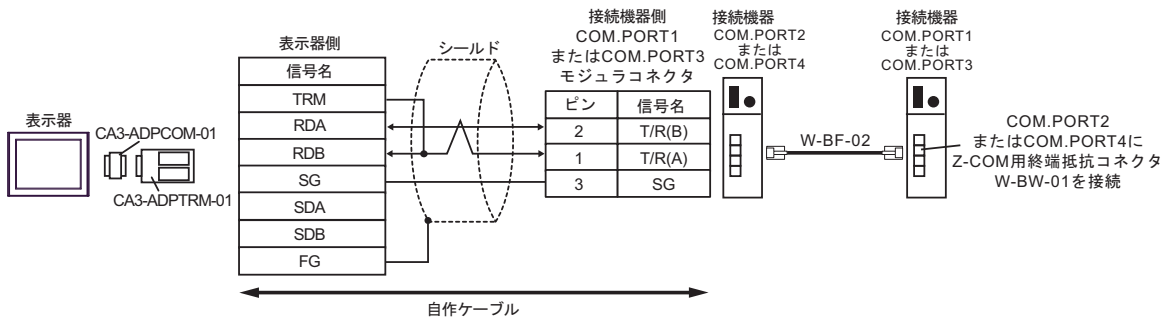 表示器
CA3-ADPCOM-01
CA3-ADPTRM-01
表示器側
信号名
TRM
RDA
RDB
SG
SDA
SDB
FG
シールド
接続機器側
COM.PORT1
またはCOM.PORT3
モジュラコネクタ
ピン 信号名
2 T/R(B)
1 T/R(A)
3 SG
自作ケーブル
接続機器
COM.PORT2
または
COM.PORT4
W-BF-02
接続機器
COM.PORT1
または
COM.PORT3
COM.PORT2
またはCOM.PORT4に
Z-COM用終端抵抗コネクタ
W-BW-01を接続